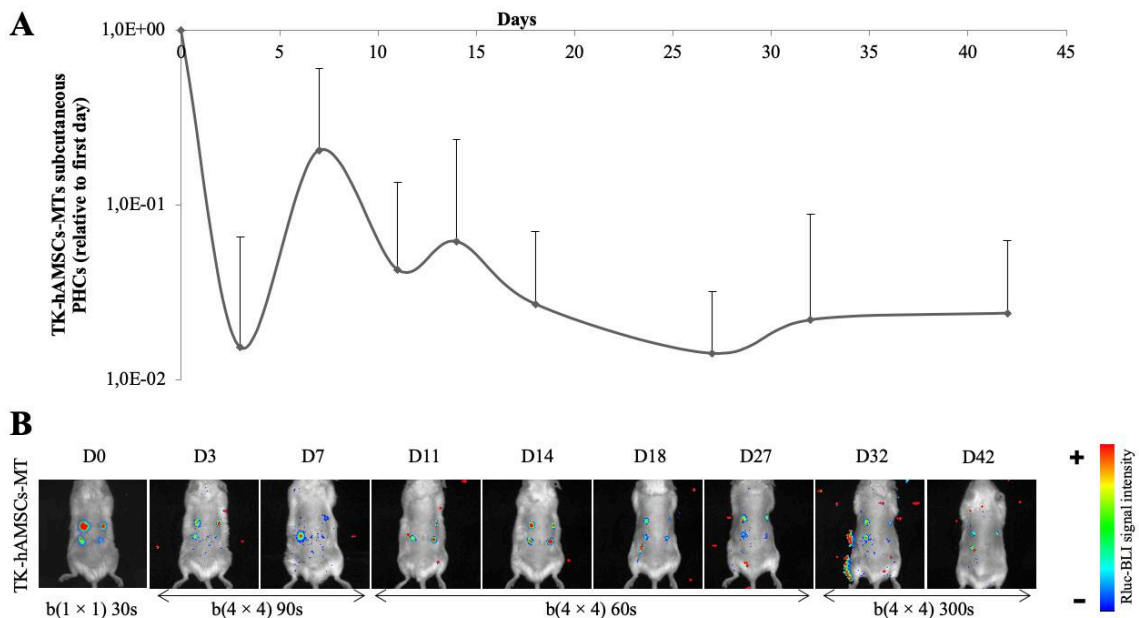 A
Days
1,0E+00
0 5 10 15 20 25 30 35 40 45
TK-hAMSCs-MTs subcutaneous
PHCs (relative to first day)
1,0E-01
1,0E-02
B
TK-hAMSCs-MT
D0 D3 D7 D11 D14 D18 D27 D32 D42
b(1 × 1) 30s b(4 × 4) 90s b(4 × 4) 60s b(4 × 4) 300s
+
Rluc-BLI signal intensity
−